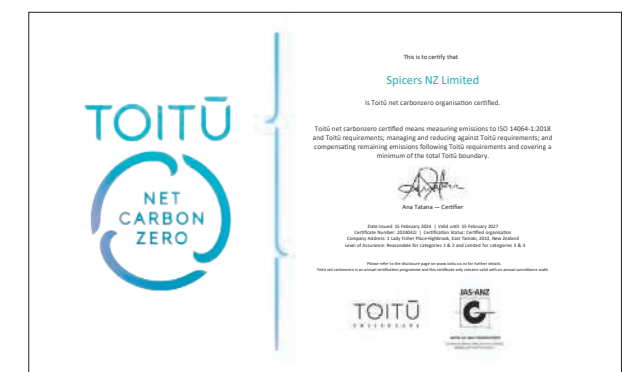 TOITŪ
NET
CARBON
ZERO
This is to certify that
Spicers NZ Limited
Is Toitū net carbonzero organisation certified.
Toitū net carbonzero certified means measuring emissions to ISO 14064-1:2018
and Toitū requirements; managing and reducing against Toitū requirements; and
compensating remaining emissions following Toitū requirements and covering a
minimum of the total Toitū boundary.
Ana Tatana — Certifier
Date issued: 15 February 2024 | Valid until: 15 February 2027
Certificate Number: | Certification Status: Certified organisation
Company Address: 1 Lady Fisher Place Highbrook, East Tamaki, 2013, New Zealand
Level of Assurance: Reasonable for categories 1 & 2 and Limited for categories 3 & 4
Please refer to the disclosure page on www.toitu.co.nz for further details.
Toitū net carbonzero is an annual certification programme and this certificate only remains valid with an annual surveillance audit.
TOITŪ
JAS-ANZ